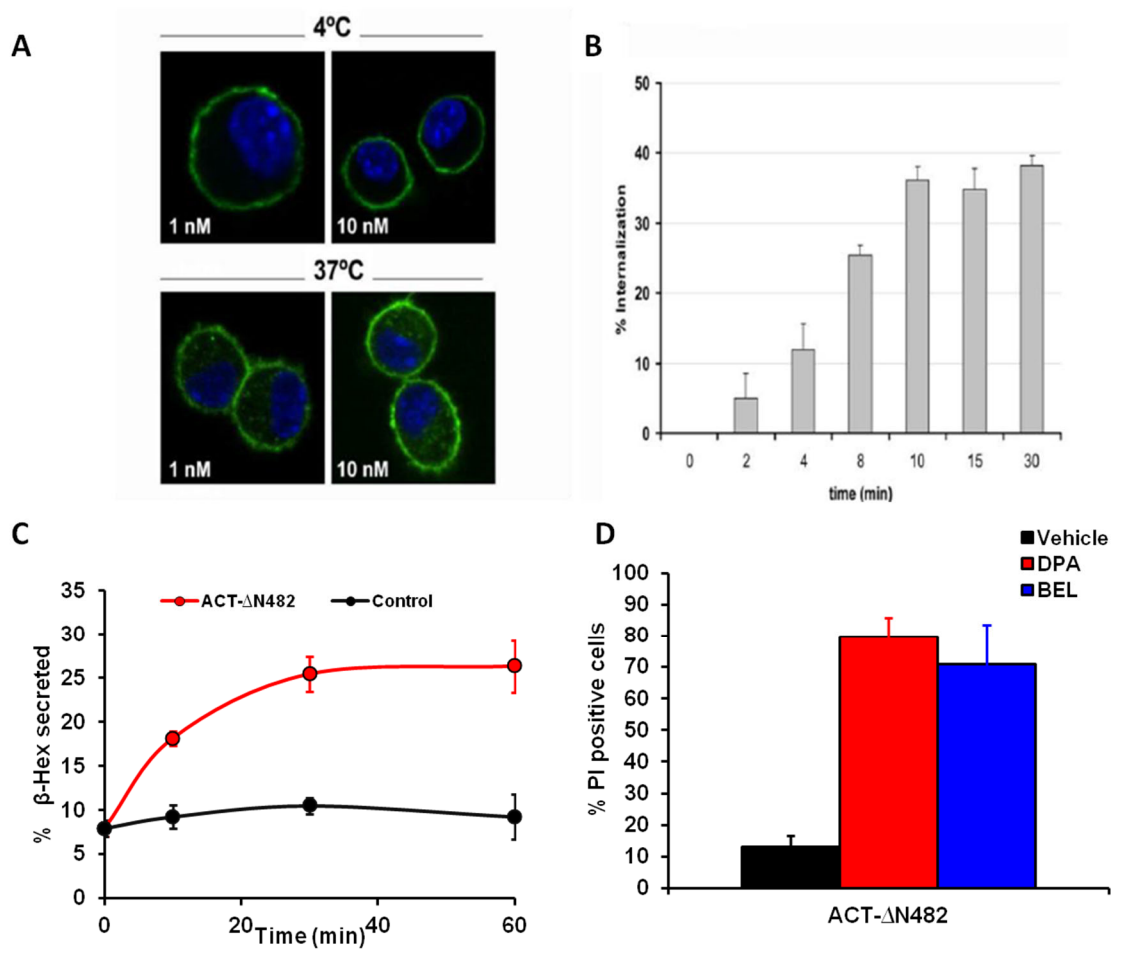 A
4ºC
1 nM
10 nM
37ºC
1 nM
10 nM
B
50
40
30
20
10
0
% Internalization
0 2 4 8 10 15 30
time (min)
C
35
30
25
20
15
10
5
0
% β-Hex secreted
ACT-ΔN482 Control
0 20 40 60
Time (min)
D
Vehicle
DPA
BEL
100
90
80
70
60
50
40
30
20
10
0
% PI positive cells
ACT-ΔN482